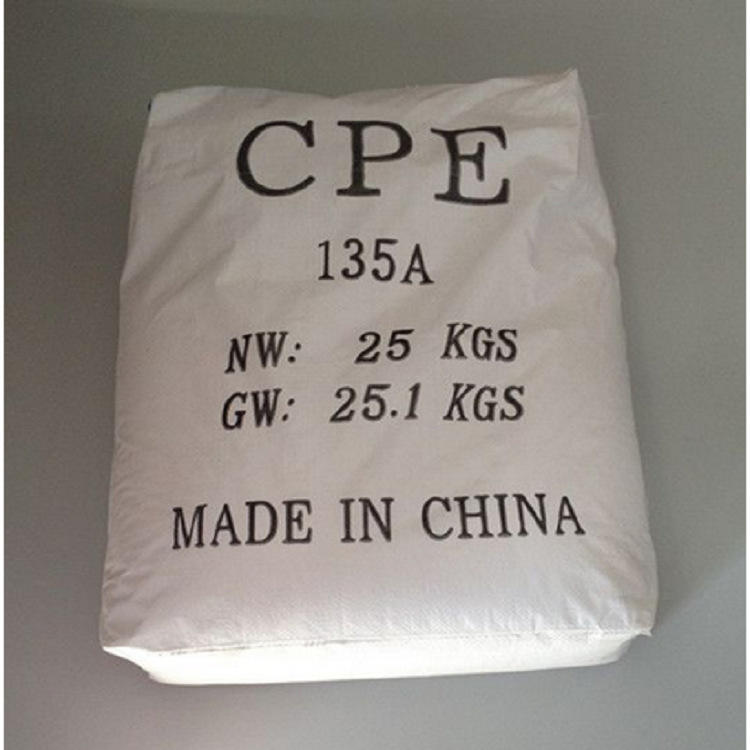 CPE
135A
NW: 25 KGS
GW: 25.1 KGS
MADE IN CHINA